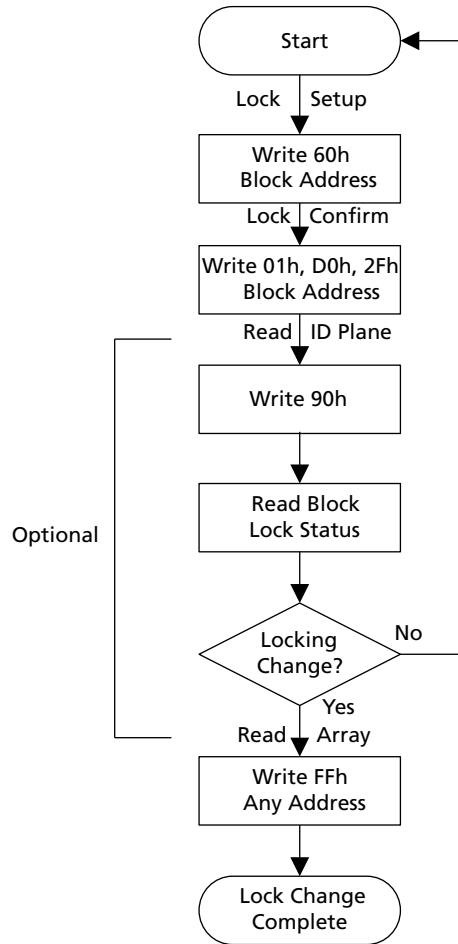 Start
Lock Setup
Write 60h
Block Address
Lock Confirm
Write 01h, D0h, 2Fh
Block Address
Read ID Plane
Write 90h
Read Block
Lock Status
Optional
Locking
Change?
No
Yes
Read Array
Write FFh
Any Address
Lock Change
Complete